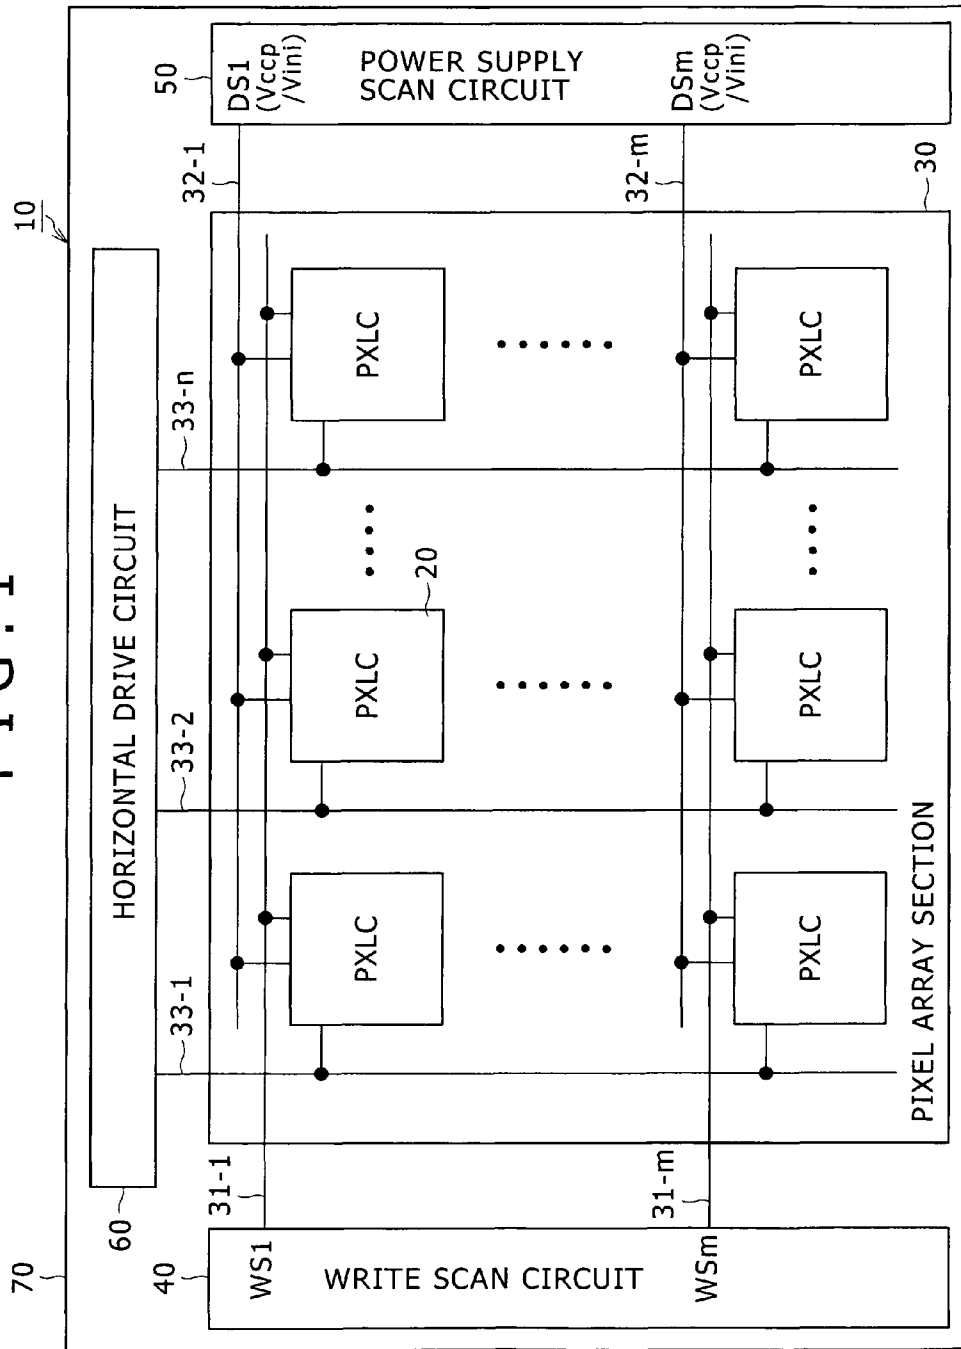 FIG. 1
10
70
60
HORIZONTAL DRIVE CIRCUIT
33-1
33-2
33-n
40
WRITE SCAN CIRCUIT
WS1
WSm
31-1
31-m
50
POWER SUPPLY
SCAN CIRCUIT
DS1
(Vccp
/Vini)
DSm
(Vccp
/Vini)
32-1
32-m
30
20
PXLC
PXLC
PXLC
PXLC
PXLC
PXLC
PIXEL ARRAY SECTION